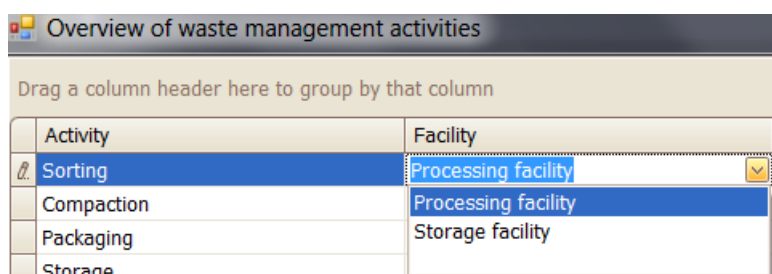 Overview of waste management activities
Drag a column header here to group by that column
Activity Facility
Sorting Processing facility
Compaction Processing facility
Packaging Storage facility
Storage